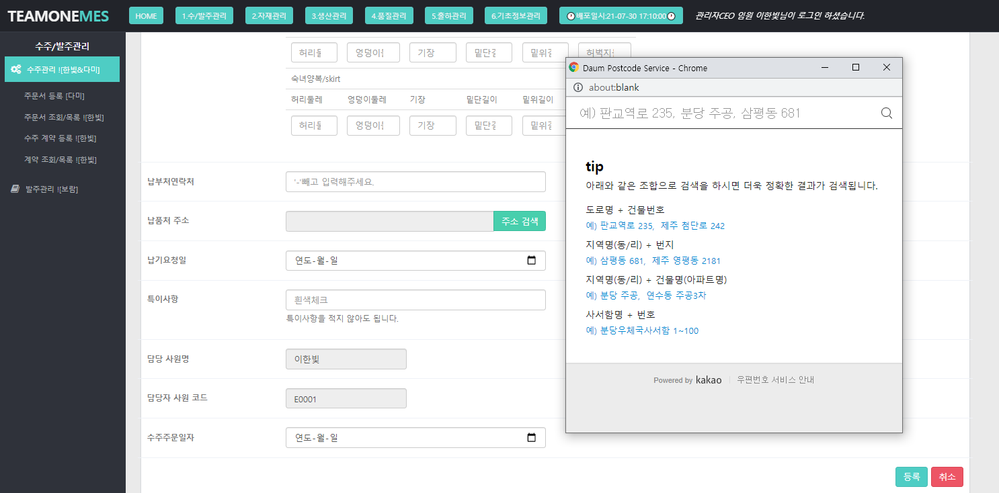 TEAMONEMES HOME 1.수/발주관리 2.자재관리 3.생산관리 4.품질관리 5.출하관리 6.기초정보관리 배포일시:21-07-30 17:10:00 관리자CEO 임원 이한빛님이 로그인 하셨습니다.
수주/발주관리
수주관리 ![한빛&다미]
주문서 등록 [다미]
주문서 조회/목록 ![한빛]
수주 계약 등록 ![한빛]
계약 조회/목록 ![한빛]
발주관리 ![보람]
허리둘 엉덩이둘 기장 밑단길 밑위길 허벅지둘
숙녀양복/skirt
허리둘레 엉덩이둘레 기장 밑단길이 밑위길이
허리둘 엉덩이둘 기장 밑단길 밑위길
납부처연락처 '-'빼고 입력해주세요.
납품처 주소 주소 검색
납기요청일 연도-월-일
특이사항 흰색체크
특이사항을 적지 않아도 됩니다.
담당 사원명 이한빛
담당자 사원 코드 E0001
수주주문일자 연도-월-일
등록 취소
Daum Postcode Service - Chrome
about:blank
예) 판교역로 235, 분당 주공, 삼평동 681
tip
아래와 같은 조합으로 검색을 하시면 더욱 정확한 결과가 검색됩니다.
도로명 + 건물번호
예) 판교역로 235, 제주 첨단로 242
지역명(동/리) + 번지
예) 삼평동 681, 제주 영평동 2181
지역명(동/리) + 건물명(아파트명)
예) 분당 주공, 연수동 주공3차
사서함명 + 번호
예) 분당우체국사서함 1~100
Powered by kakao 우편번호 서비스 안내